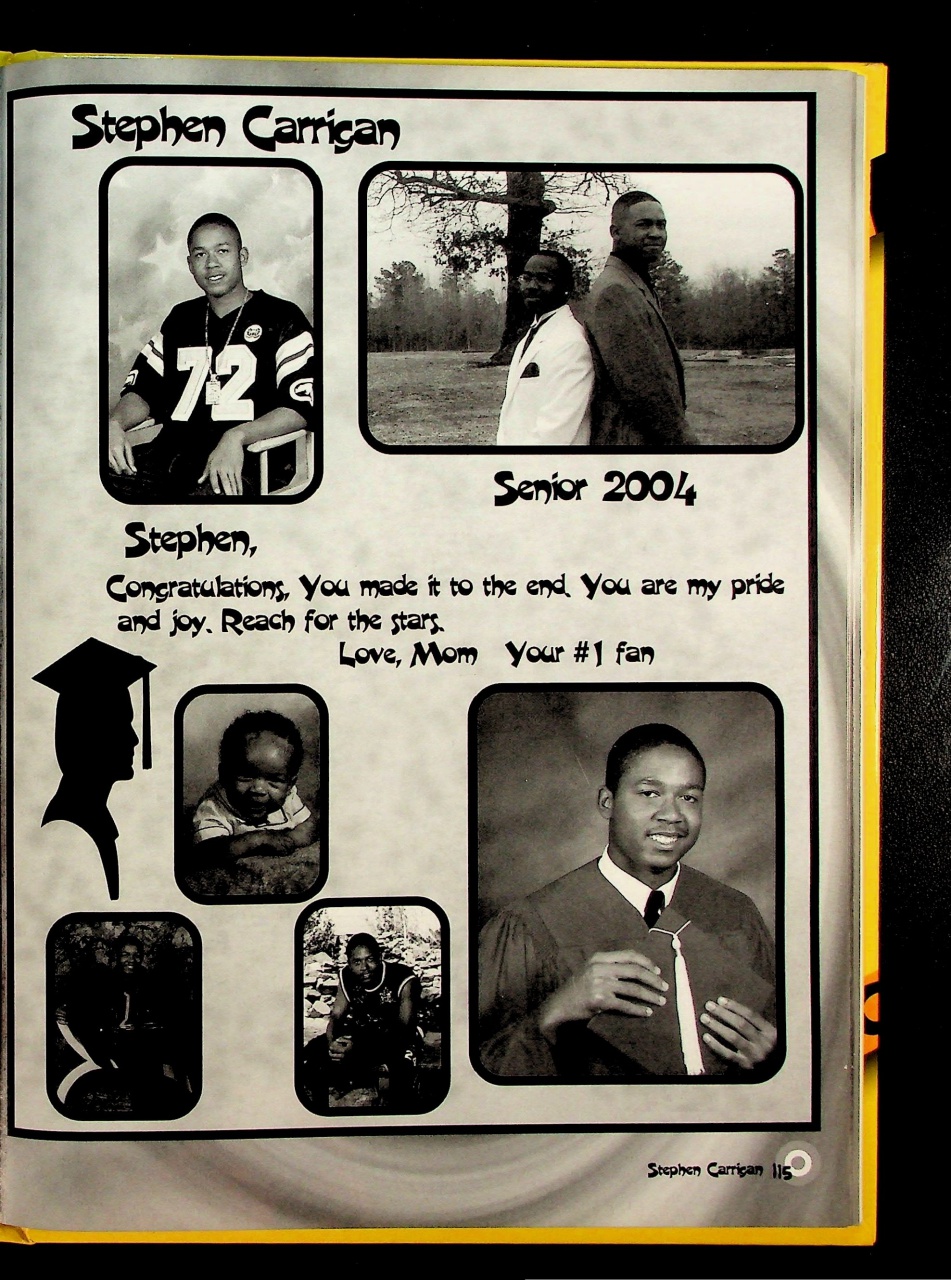 Stephen Carrigan
72
Senior 2004
Stephen,
Congratulations, You made it to the end. You are my pride
and joy. Reach for the stars.
Love, Mom Your #1 fan
Stephen Carrigan 115